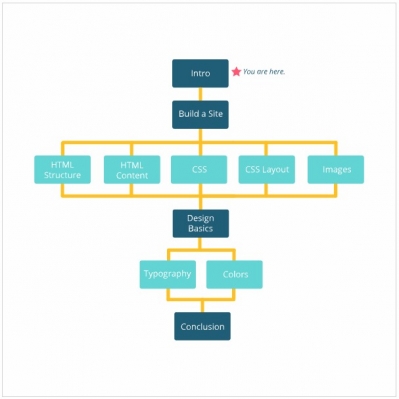 Intro
You are here.
Build a Site
HTML
Structure
HTML
Content
CSS
CSS Layout
Images
Design
Basics
Typography
Colors
Conclusion